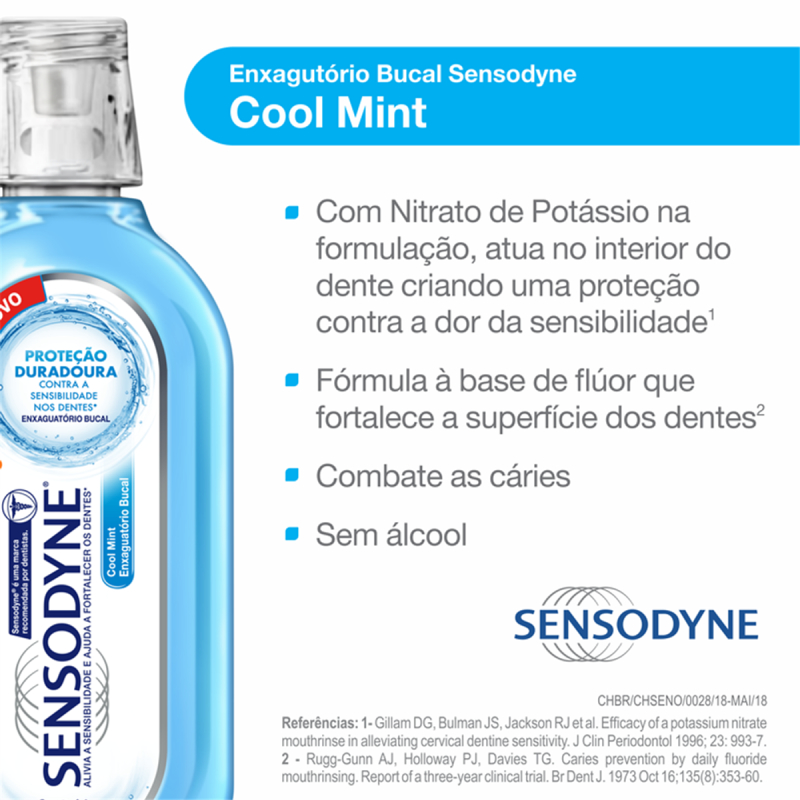 Enxagutório Bucal Sensodyne
Cool Mint
Com Nitrato de Potássio na
formulação, atua no interior do
dente criando uma proteção
contra a dor da sensibilidade¹
Fórmula à base de flúor que
fortalece a superfície dos dentes²
Combate as cáries
Sem álcool
PROTEÇÃO
DURADOURA
CONTRA A
SENSIBILIDADE
NOS DENTES*
ENXAGUATÓRIO BUCAL
Cool Mint
Enxaguatório Bucal
Sensodyne® é uma marca
recomendada por dentistas.
SENSODYNE®
ALIVIA A SENSIBILIDADE E AJUDA A FORTALECER OS DENTES*
SENSODYNE
CHBR/CHSENO/0028/18-MAI/18
Referências: 1- Gillam DG, Bulman JS, Jackson RJ et al. Efficacy of a potassium nitrate
mouthrinse in alleviating cervical dentine sensitivity. J Clin Periodontol 1996; 23: 993-7.
2 - Rugg-Gunn AJ, Holloway PJ, Davies TG. Caries prevention by daily fluoride
mouthrinsing. Report of a three-year clinical trial. Br Dent J. 1973 Oct 16;135(8):353-60.